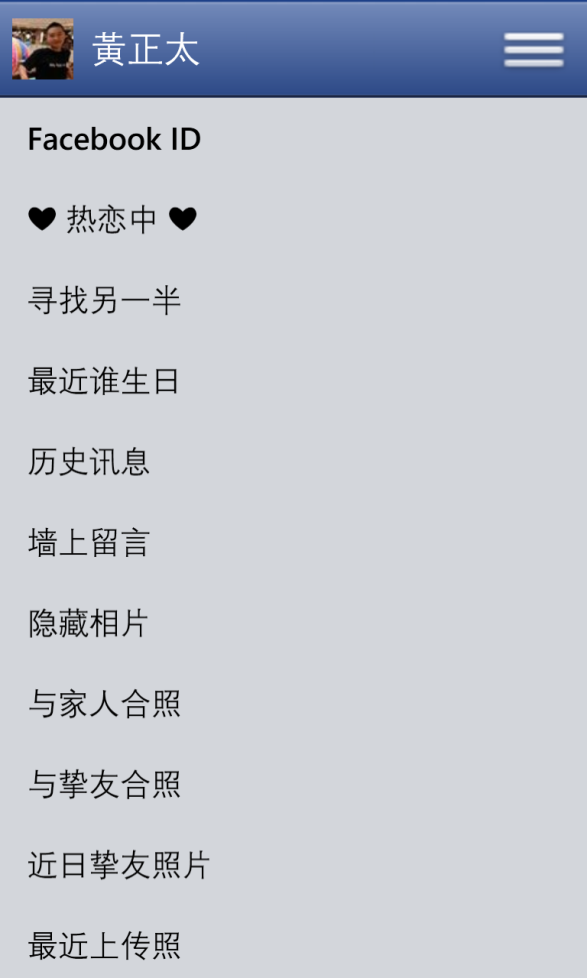 黃正太
Facebook ID
♥ 热恋中 ♥
寻找另一半
最近谁生日
历史讯息
墙上留言
隐藏相片
与家人合照
与挚友合照
近日挚友照片
最近上传照